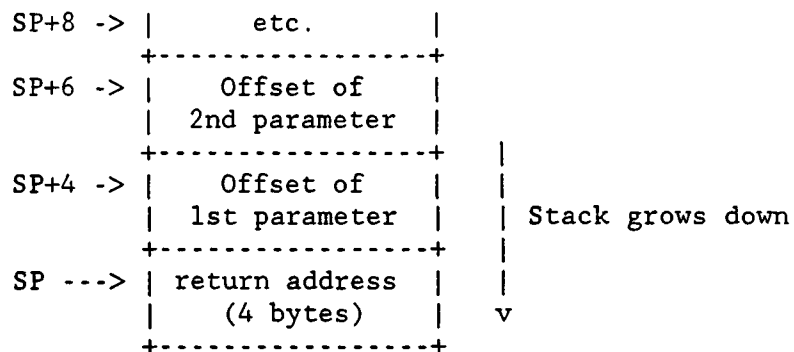 SP+8 -> | etc. |
+-----------------+
SP+6 -> | Offset of |
| 2nd parameter |
+-----------------+ |
SP+4 -> | Offset of | |
| 1st parameter | | Stack grows down
+-----------------+ |
SP ---> | return address | |
| (4 bytes) | v
+-----------------+